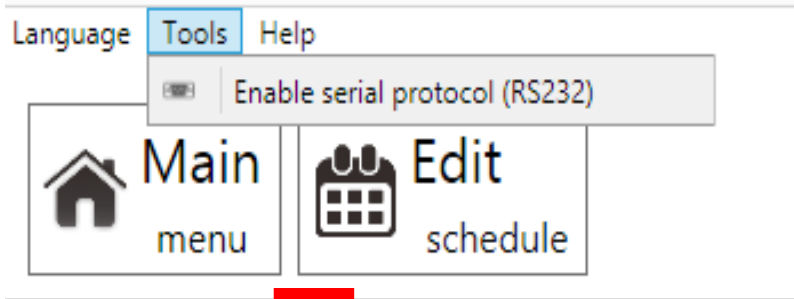 Language Tools Help
Enable serial protocol (RS232)
Main
menu
Edit
schedule